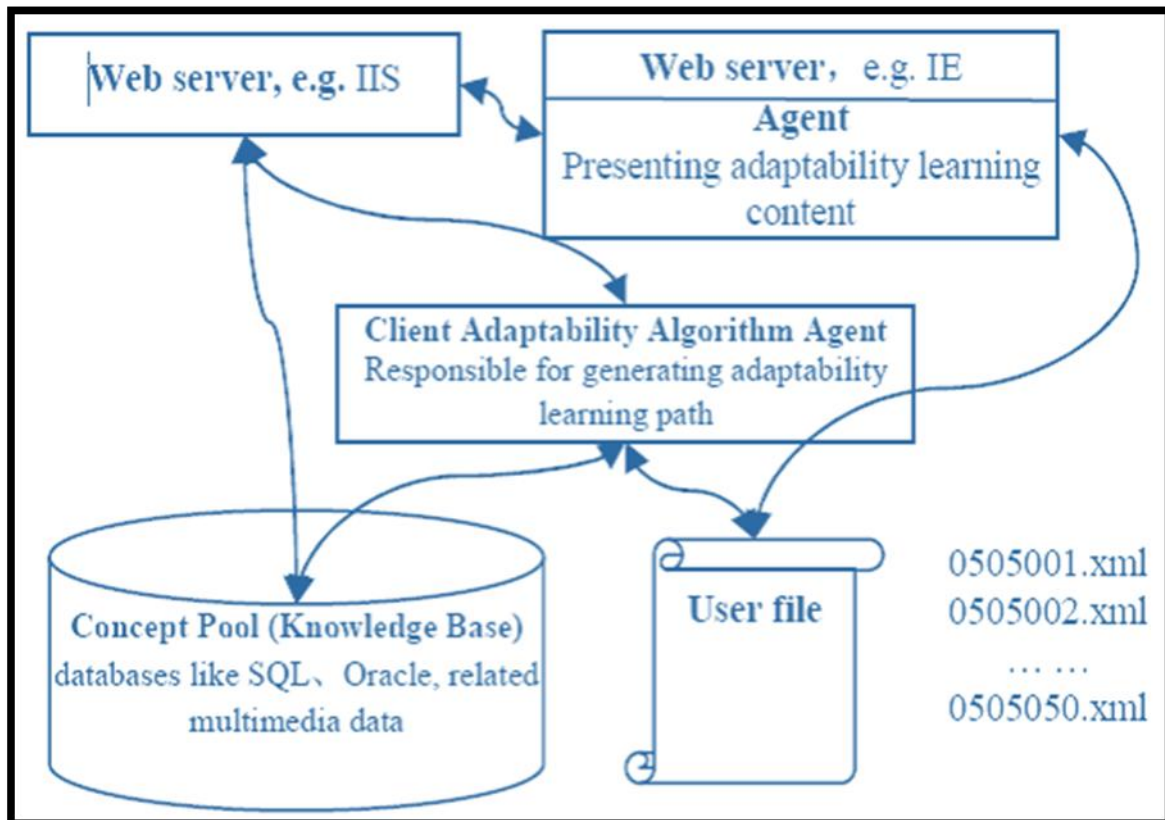 Web server, e.g. IIS
Web server， e.g. IE
Agent
Presenting adaptability learning
content
Client Adaptability Algorithm Agent
Responsible for generating adaptability
learning path
Concept Pool (Knowledge Base)
databases like SQL、Oracle, related
multimedia data
User file
0505001.xml
0505002.xml
… …
0505050.xml